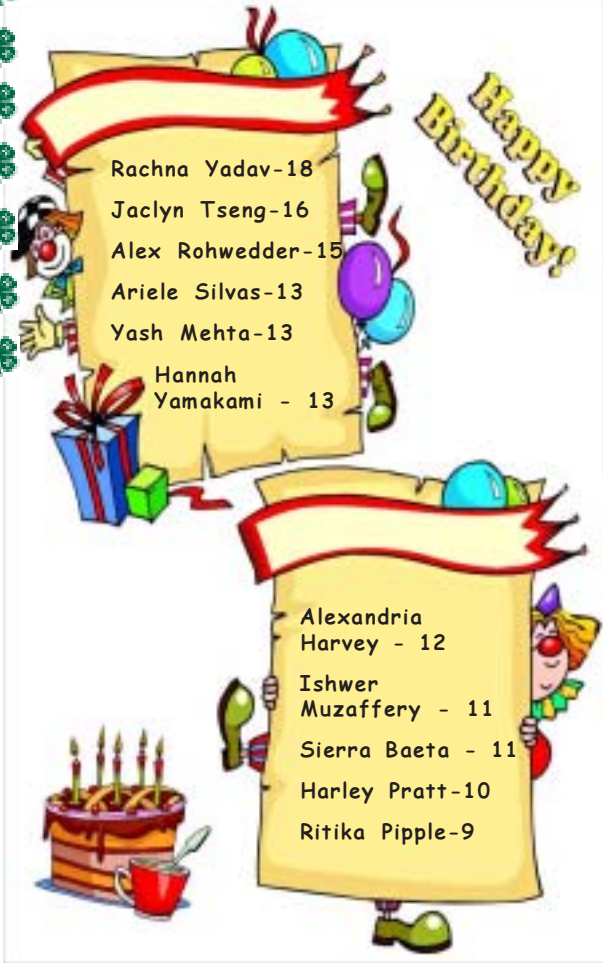 Happy
Birthday!
Rachna Yadav-18
Jaclyn Tseng-16
Alex Rohwedder-15
Ariele Silvas-13
Yash Mehta-13
Hannah
Yamakami - 13
Alexandria
Harvey - 12
Ishwer
Muzaffery - 11
Sierra Baeta - 11
Harley Pratt-10
Ritika Pipple-9